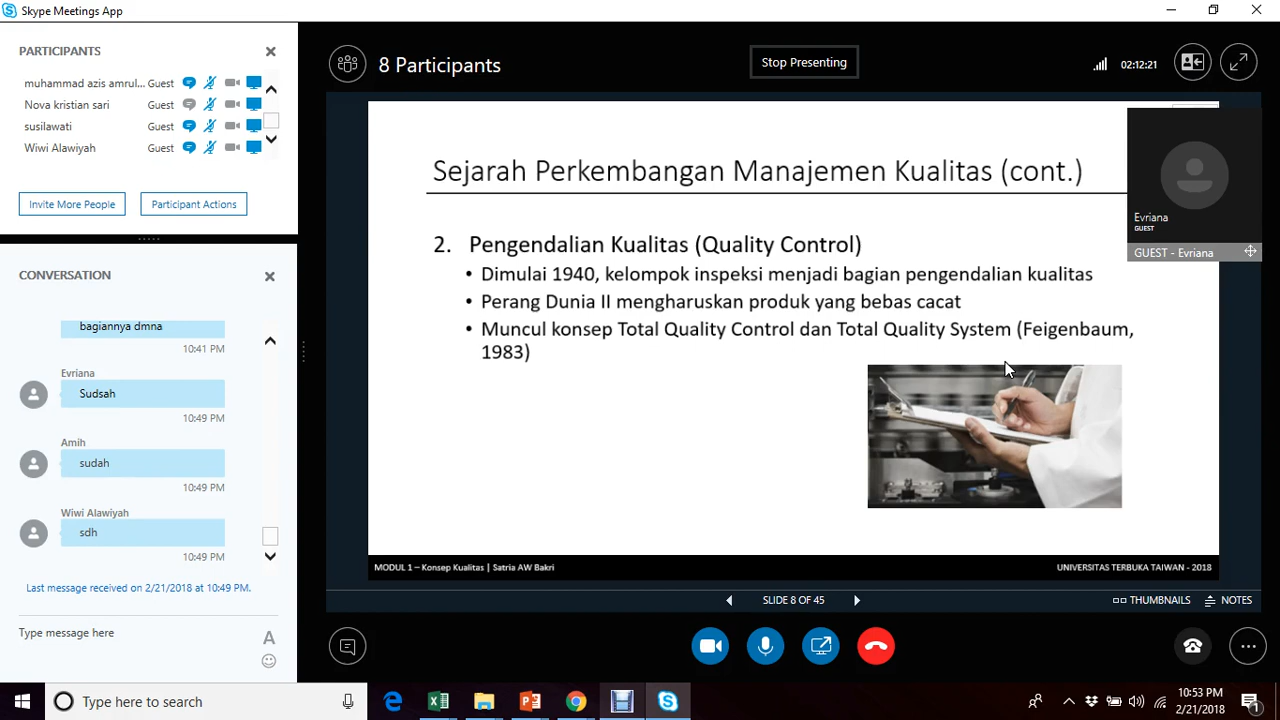 Skype Meetings App
PARTICIPANTS
muhammad azis amrul... Guest
Nova kristian sari Guest
susilawati Guest
Wiwi Alawiyah Guest
Invite More People
Participant Actions
CONVERSATION
bagiannya dmna
10:41 PM
Evriana
Sudsah
10:49 PM
Amih
sudah
10:49 PM
Wiwi Alawiyah
sdh
10:49 PM
Last message received on 2/21/2018 at 10:49 PM.
Type message here
A
8 Participants
Stop Presenting
02:12:21
Sejarah Perkembangan Manajemen Kualitas (cont.)
2. Pengendalian Kualitas (Quality Control)
• Dimulai 1940, kelompok inspeksi menjadi bagian pengendalian kualitas
• Perang Dunia II mengharuskan produk yang bebas cacat
• Muncul konsep Total Quality Control dan Total Quality System (Feigenbaum,
1983)
Evriana
GUEST
GUEST - Evriana
MODUL 1 – Konsep Kualitas | Satria AW Bakri
UNIVERSITAS TERBUKA TAIWAN - 2018
SLIDE 8 OF 45
THUMBNAILS
NOTES
Type here to search
10:53 PM
2/21/2018
1